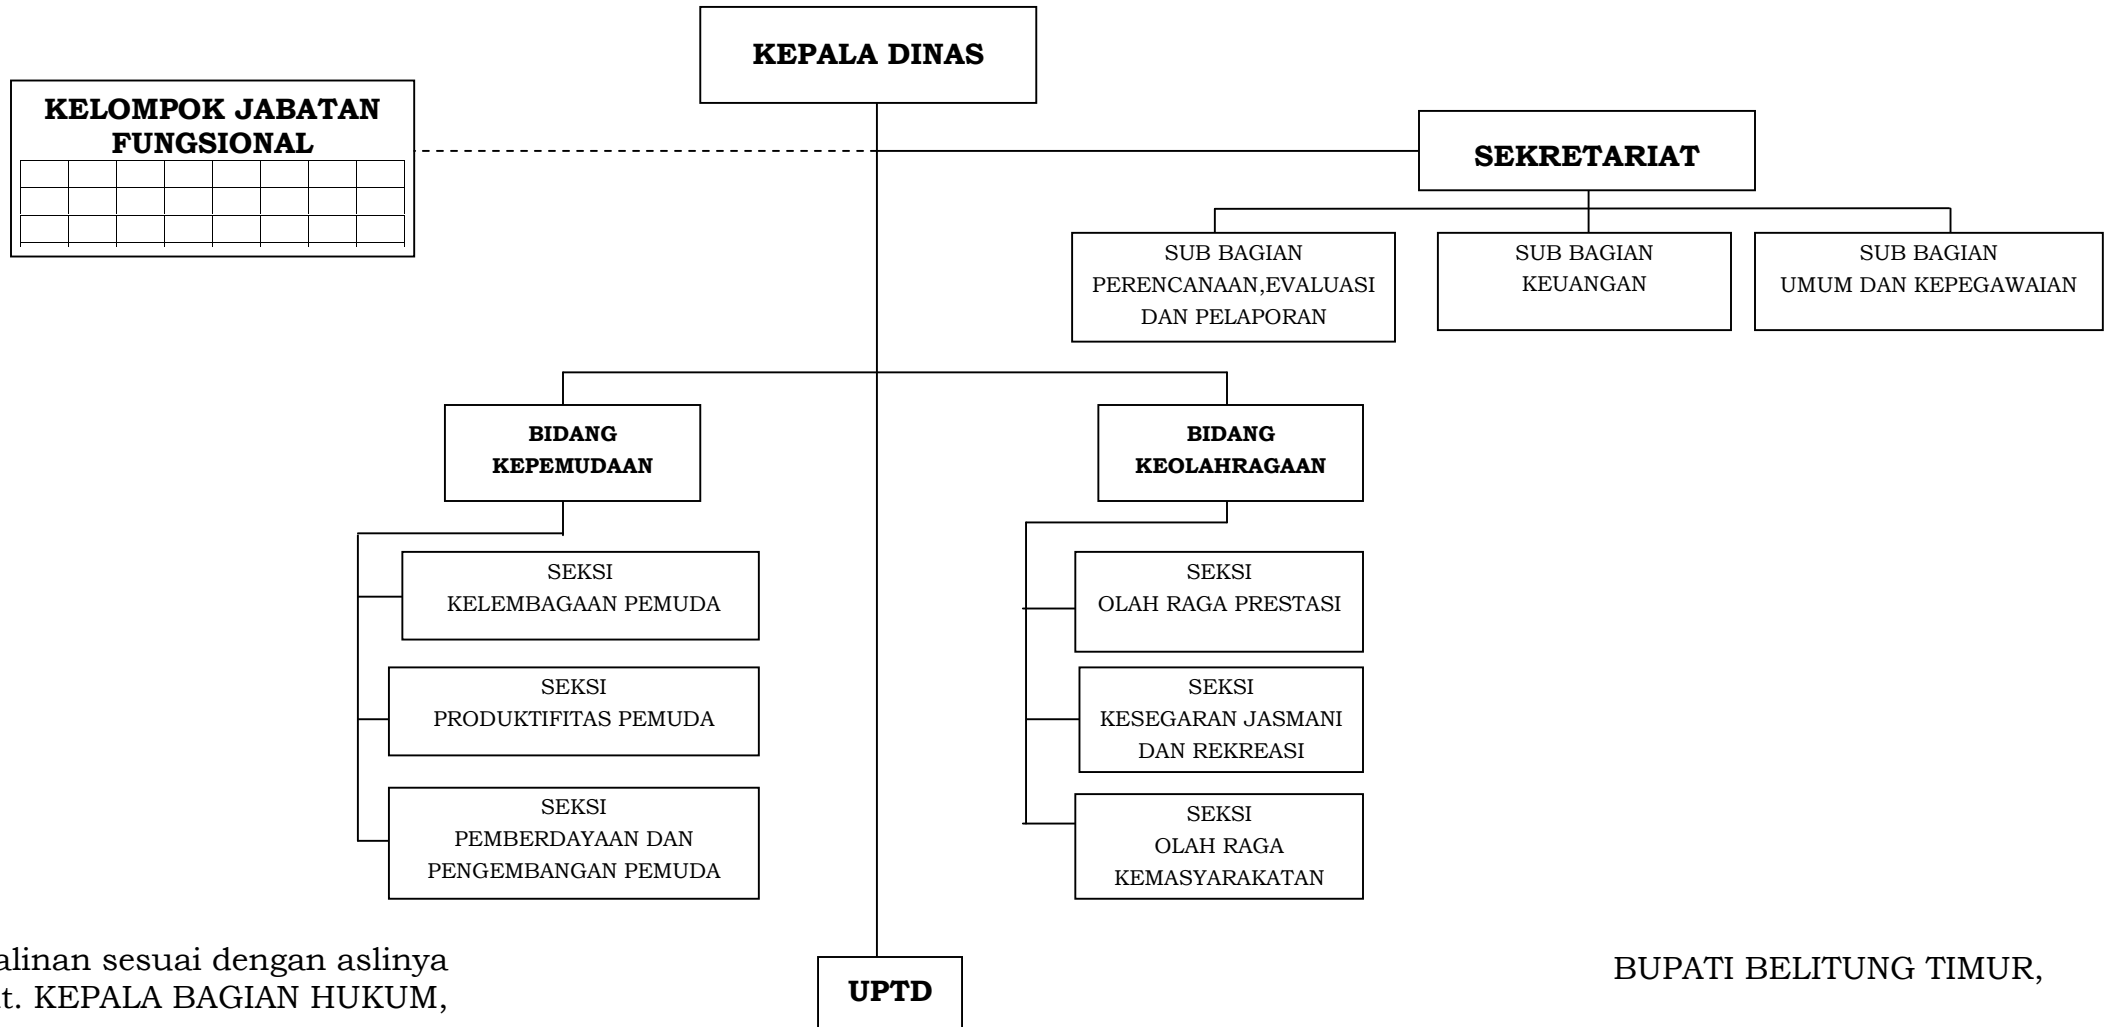 KEPALA DINAS
KELOMPOK JABATAN
FUNGSIONAL
SEKRETARIAT
SUB BAGIAN
PERENCANAAN,EVALUASI
DAN PELAPORAN
SUB BAGIAN
KEUANGAN
SUB BAGIAN
UMUM DAN KEPEGAWAIAN
BIDANG
KEPEMUDAAN
BIDANG
KEOLAHRAGAAN
SEKSI
KELEMBAGAAN PEMUDA
SEKSI
PRODUKTIFITAS PEMUDA
SEKSI
PEMBERDAYAAN DAN
PENGEMBANGAN PEMUDA
SEKSI
OLAH RAGA PRESTASI
SEKSI
KESEGARAN JASMANI
DAN REKREASI
SEKSI
OLAH RAGA
KEMASYARAKATAN
UPTD
sesuai dengan aslinya
KEPALA BAGIAN HUKUM,
BUPATI BELITUNG TIMUR,